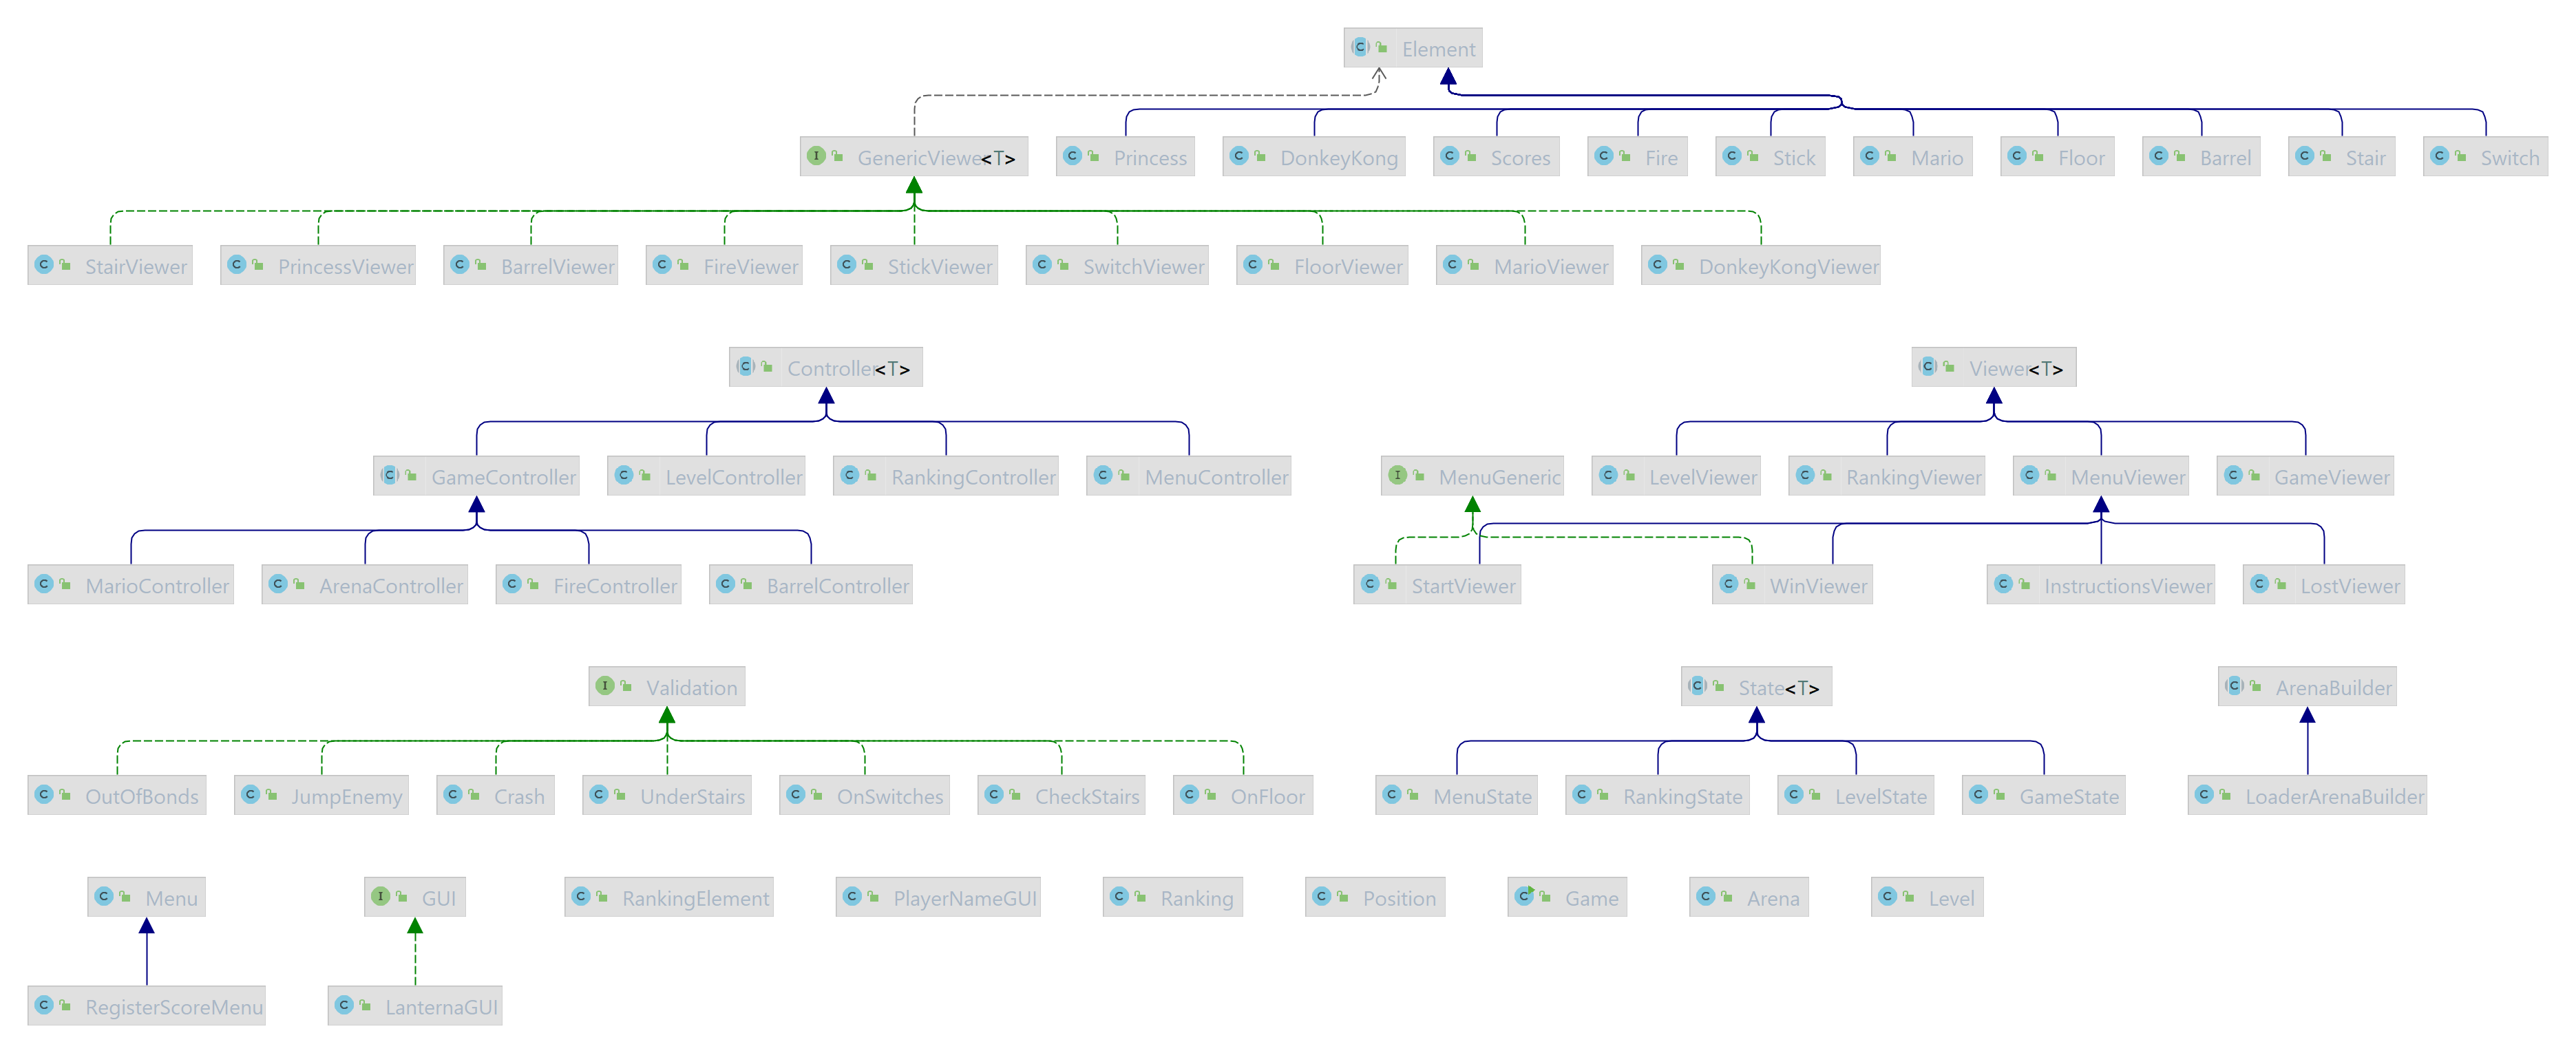 Element
GenericViewe<T>
Princess
DonkeyKong
Scores
Fire
Stick
Mario
Floor
Barrel
Stair
Switch
StairViewer
PrincessViewer
BarrelViewer
FireViewer
StickViewer
SwitchViewer
FloorViewer
MarioViewer
DonkeyKongViewer
Controller<T>
Viewer<T>
GameController
LevelController
RankingController
MenuController
MenuGeneric
LevelViewer
RankingViewer
MenuViewer
GameViewer
MarioController
ArenaController
FireController
BarrelController
StartViewer
WinViewer
InstructionsViewer
LostViewer
Validation
State<T>
ArenaBuilder
OutOfBonds
JumpEnemy
Crash
UnderStairs
OnSwitches
CheckStairs
OnFloor
MenuState
RankingState
LevelState
GameState
LoaderArenaBuilder
Menu
GUI
RankingElement
PlayerNameGUI
Ranking
Position
Game
Arena
Level
RegisterScoreMenu
LanternaGUI